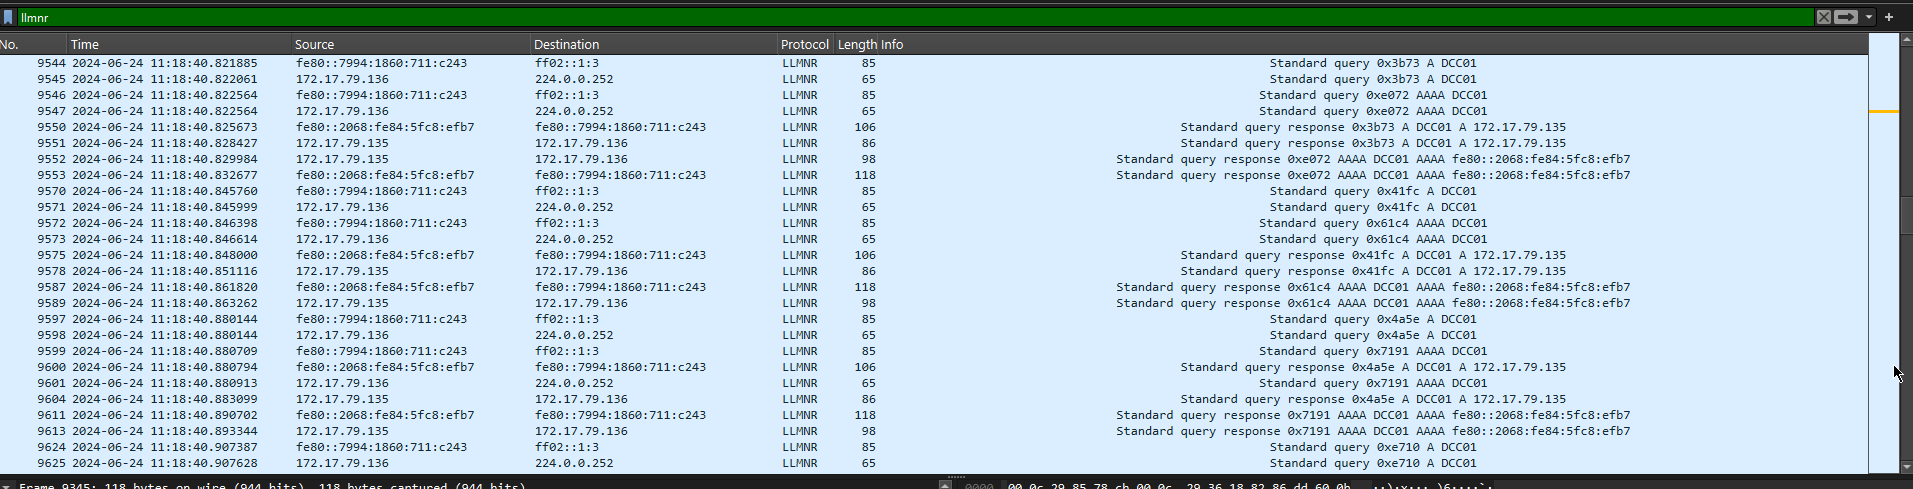 llmnr
No. Time Source Destination Protocol Length Info
9544 2024-06-24 11:18:40.821885 fe80::7994:1860:711:c243 ff02::1:3 LLMNR 85 Standard query 0x3b73 A DCC01
9545 2024-06-24 11:18:40.822061 172.17.79.136 224.0.0.252 LLMNR 65 Standard query 0x3b73 A DCC01
9546 2024-06-24 11:18:40.822564 fe80::7994:1860:711:c243 ff02::1:3 LLMNR 85 Standard query 0xe072 AAAA DCC01
9547 2024-06-24 11:18:40.822564 172.17.79.136 224.0.0.252 LLMNR 65 Standard query 0xe072 AAAA DCC01
9550 2024-06-24 11:18:40.825673 fe80::2068:fe84:5fc8:efb7 fe80::7994:1860:711:c243 LLMNR 106 Standard query response 0x3b73 A DCC01 A 172.17.79.135
9551 2024-06-24 11:18:40.828427 172.17.79.135 172.17.79.136 LLMNR 86 Standard query response 0x3b73 A DCC01 A 172.17.79.135
9552 2024-06-24 11:18:40.829984 172.17.79.135 172.17.79.136 LLMNR 98 Standard query response 0xe072 AAAA DCC01 AAAA fe80::2068:fe84:5fc8:efb7
9553 2024-06-24 11:18:40.832677 fe80::2068:fe84:5fc8:efb7 fe80::7994:1860:711:c243 LLMNR 118 Standard query response 0xe072 AAAA DCC01 AAAA fe80::2068:fe84:5fc8:efb7
9570 2024-06-24 11:18:40.845760 fe80::7994:1860:711:c243 ff02::1:3 LLMNR 85 Standard query 0x41fc A DCC01
9571 2024-06-24 11:18:40.845999 172.17.79.136 224.0.0.252 LLMNR 65 Standard query 0x41fc A DCC01
9572 2024-06-24 11:18:40.846398 fe80::7994:1860:711:c243 ff02::1:3 LLMNR 85 Standard query 0x61c4 AAAA DCC01
9573 2024-06-24 11:18:40.846614 172.17.79.136 224.0.0.252 LLMNR 65 Standard query 0x61c4 AAAA DCC01
9575 2024-06-24 11:18:40.848000 fe80::2068:fe84:5fc8:efb7 fe80::7994:1860:711:c243 LLMNR 106 Standard query response 0x41fc A DCC01 A 172.17.79.135
9578 2024-06-24 11:18:40.851116 172.17.79.135 172.17.79.136 LLMNR 86 Standard query response 0x41fc A DCC01 A 172.17.79.135
9587 2024-06-24 11:18:40.861820 fe80::2068:fe84:5fc8:efb7 fe80::7994:1860:711:c243 LLMNR 118 Standard query response 0x61c4 AAAA DCC01 AAAA fe80::2068:fe84:5fc8:efb7
9589 2024-06-24 11:18:40.863262 172.17.79.135 172.17.79.136 LLMNR 98 Standard query response 0x61c4 AAAA DCC01 AAAA fe80::2068:fe84:5fc8:efb7
9597 2024-06-24 11:18:40.880144 fe80::7994:1860:711:c243 ff02::1:3 LLMNR 85 Standard query 0x4a5e A DCC01
9598 2024-06-24 11:18:40.880144 172.17.79.136 224.0.0.252 LLMNR 65 Standard query 0x4a5e A DCC01
9599 2024-06-24 11:18:40.880709 fe80::7994:1860:711:c243 ff02::1:3 LLMNR 85 Standard query 0x7191 AAAA DCC01
9600 2024-06-24 11:18:40.880794 fe80::2068:fe84:5fc8:efb7 fe80::7994:1860:711:c243 LLMNR 106 Standard query response 0x4a5e A DCC01 A 172.17.79.135
9601 2024-06-24 11:18:40.880913 172.17.79.136 224.0.0.252 LLMNR 65 Standard query 0x7191 AAAA DCC01
9604 2024-06-24 11:18:40.883099 172.17.79.135 172.17.79.136 LLMNR 86 Standard query response 0x4a5e A DCC01 A 172.17.79.135
9611 2024-06-24 11:18:40.890702 fe80::2068:fe84:5fc8:efb7 fe80::7994:1860:711:c243 LLMNR 118 Standard query response 0x7191 AAAA DCC01 AAAA fe80::2068:fe84:5fc8:efb7
9613 2024-06-24 11:18:40.893344 172.17.79.135 172.17.79.136 LLMNR 98 Standard query response 0x7191 AAAA DCC01 AAAA fe80::2068:fe84:5fc8:efb7
9624 2024-06-24 11:18:40.907387 fe80::7994:1860:711:c243 ff02::1:3 LLMNR 85 Standard query 0xe710 A DCC01
9625 2024-06-24 11:18:40.907628 172.17.79.136 224.0.0.252 LLMNR 65 Standard query 0xe710 A DCC01
Frame 9345: 118 bytes on wire (944 bits), 118 bytes captured (944 bits) 0000 00 0c 29 85 78 cb 00 0c 29 36 18 82 86 dd 60 0b